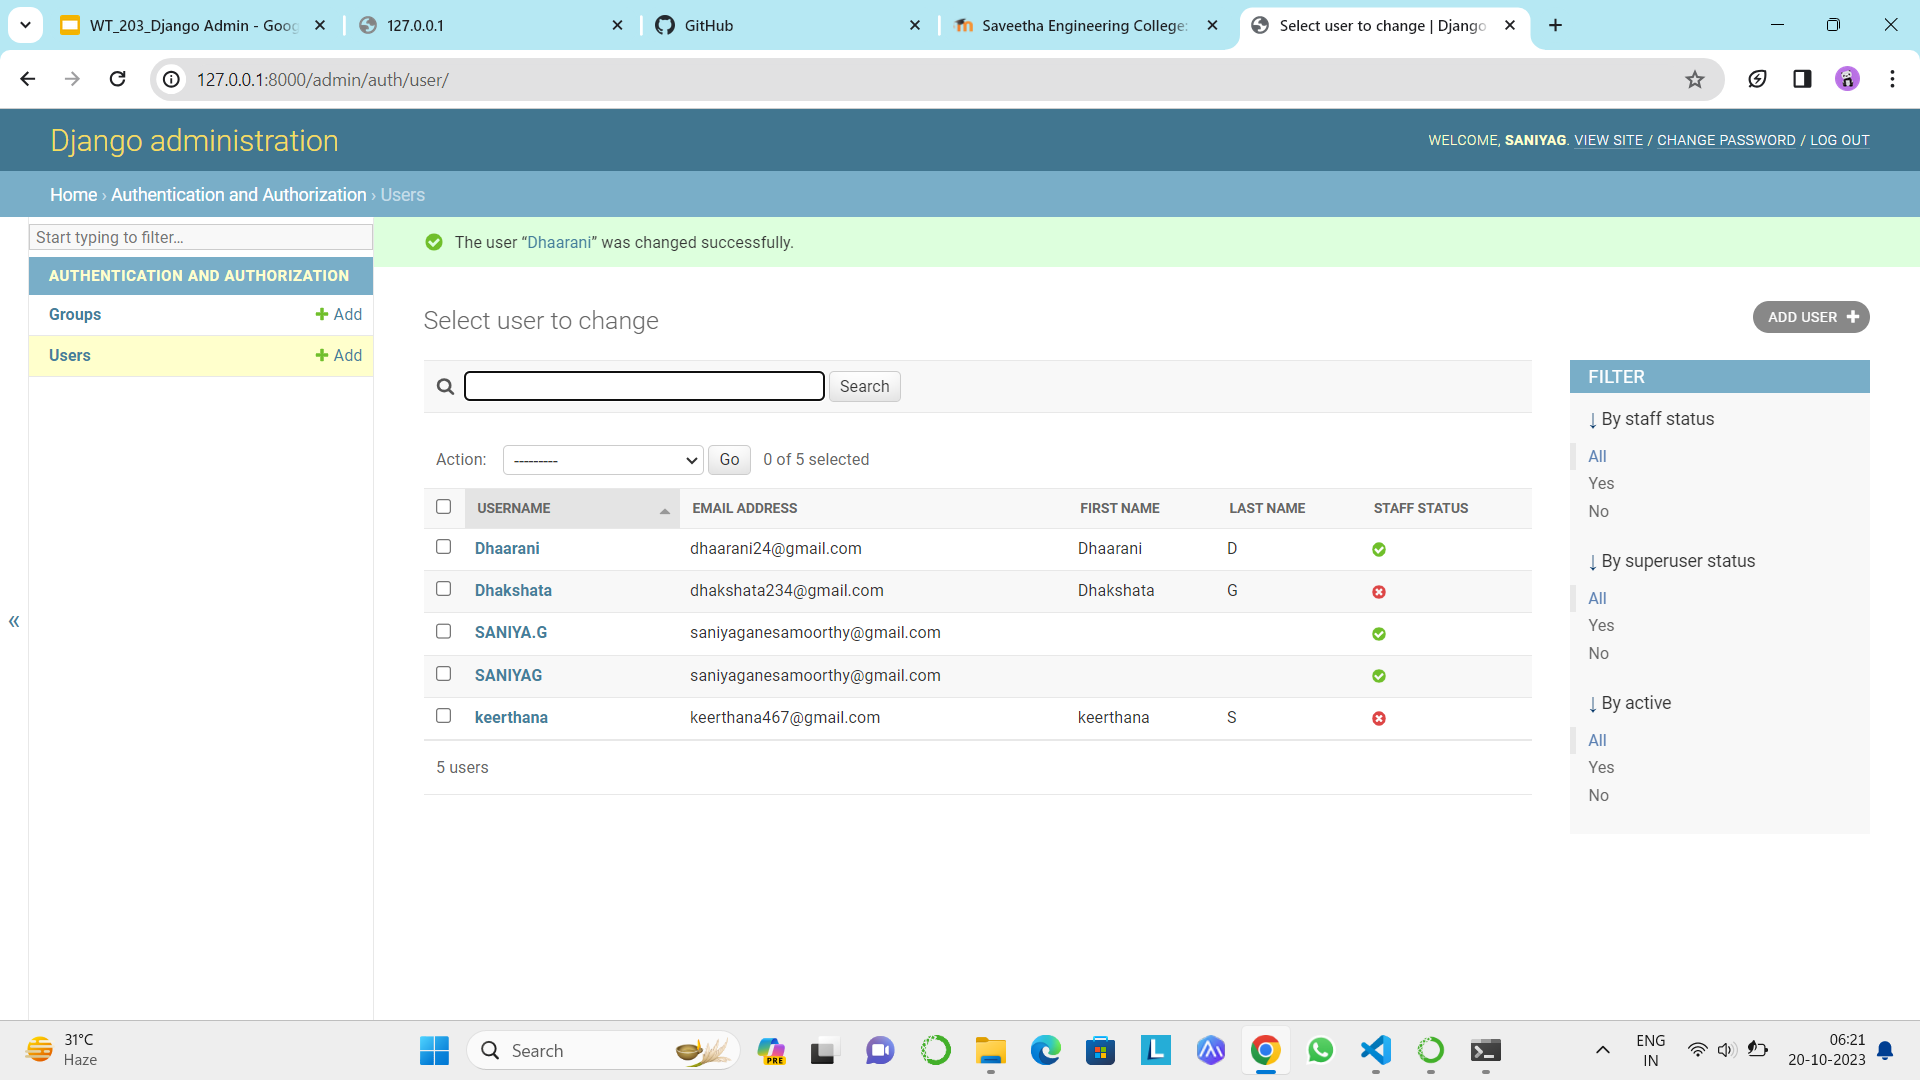 WT_203_Django Admin - Goog
127.0.0.1
GitHub
Saveetha Engineering College:
Select user to change | Django
127.0.0.1:8000/admin/auth/user/
Django administration
WELCOME, SANIYAG. VIEW SITE / CHANGE PASSWORD / LOG OUT
Home › Authentication and Authorization › Users
Start typing to filter...
AUTHENTICATION AND AUTHORIZATION
Groups + Add
Users + Add
«
The user “Dhaarani” was changed successfully.
Select user to change
ADD USER +
Search
Action: --------- Go 0 of 5 selected
USERNAME EMAIL ADDRESS FIRST NAME LAST NAME STAFF STATUS
Dhaarani dhaarani24@gmail.com Dhaarani D
Dhakshata dhakshata234@gmail.com Dhakshata G
SANIYA.G saniyaganesamoorthy@gmail.com
SANIYAG saniyaganesamoorthy@gmail.com
keerthana keerthana467@gmail.com keerthana S
5 users
FILTER
↓ By staff status
All
Yes
No
↓ By superuser status
All
Yes
No
↓ By active
All
Yes
No
31°C
Haze
Search
PRE
L
ENG
IN
06:21
20-10-2023